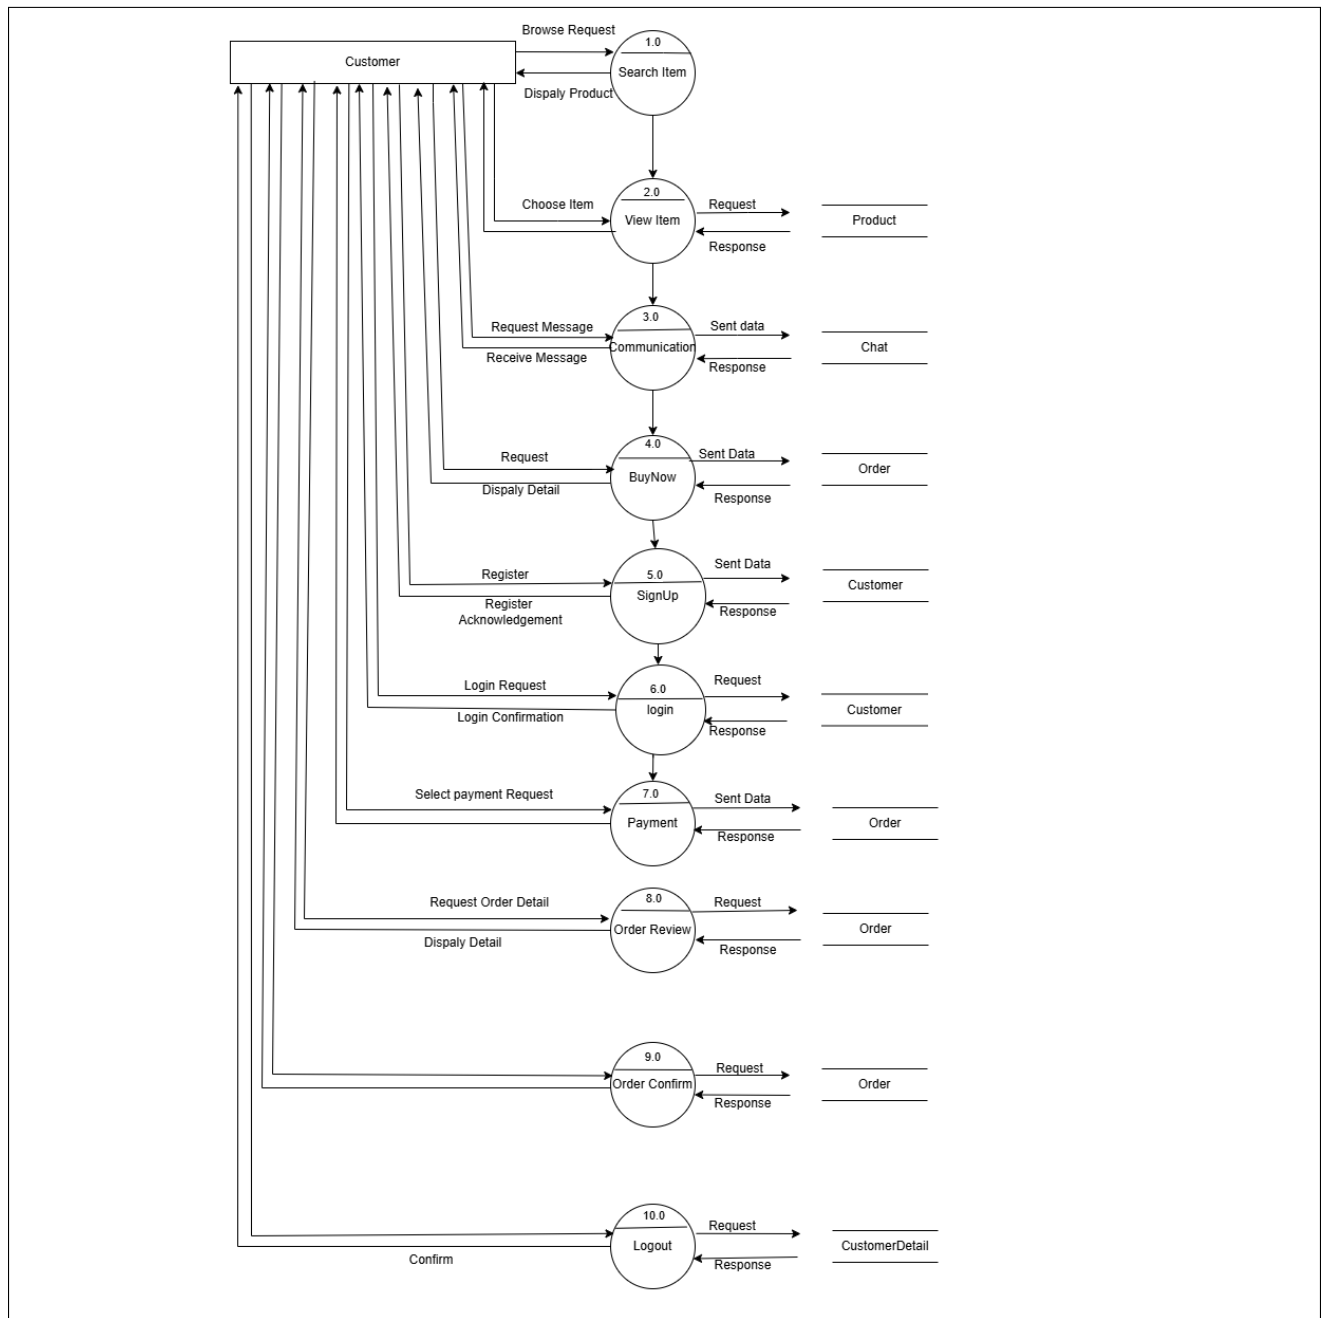 Browse Request
1.0
Customer
Search Item
Dispaly Product
2.0
Choose Item
Request
View Item
Product
Response
3.0
Request Message
Sent data
Communication
Chat
Receive Message
Response
4.0
Request
Sent Data
BuyNow
Order
Dispaly Detail
Response
Sent Data
Register
5.0
SignUp
Customer
Register
Acknowledgement
Response
Request
Login Request
6.0
login
Customer
Login Confirmation
Response
Select payment Request
7.0
Sent Data
Payment
Order
Response
Request Order Detail
8.0
Request
Order Review
Order
Dispaly Detail
Response
9.0
Request
Order Confirm
Order
Response
10.0
Request
Logout
CustomerDetail
Confirm
Response